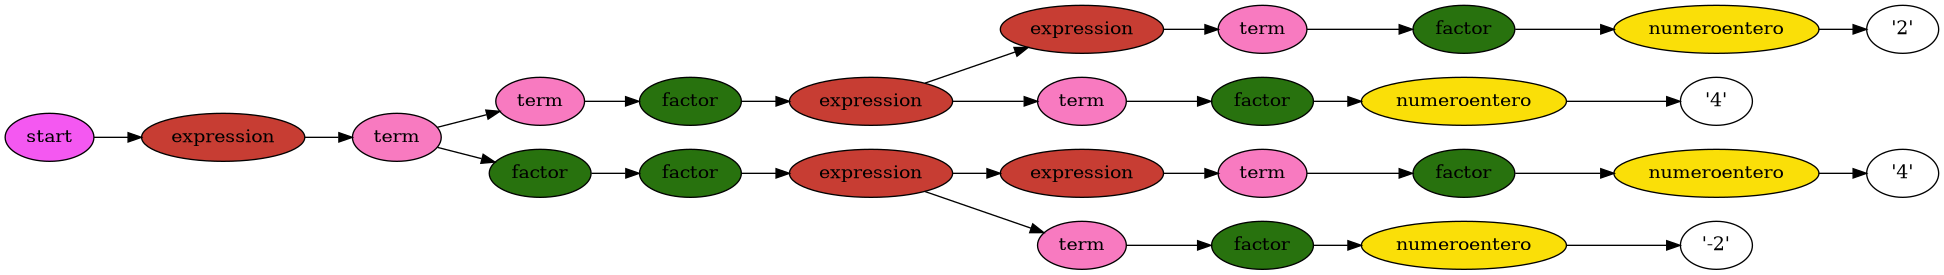 expression term factor numeroentero '2'
term factor expression term factor numeroentero '4'
start expression term
factor factor expression expression term factor numeroentero '4'
term factor numeroentero '-2'